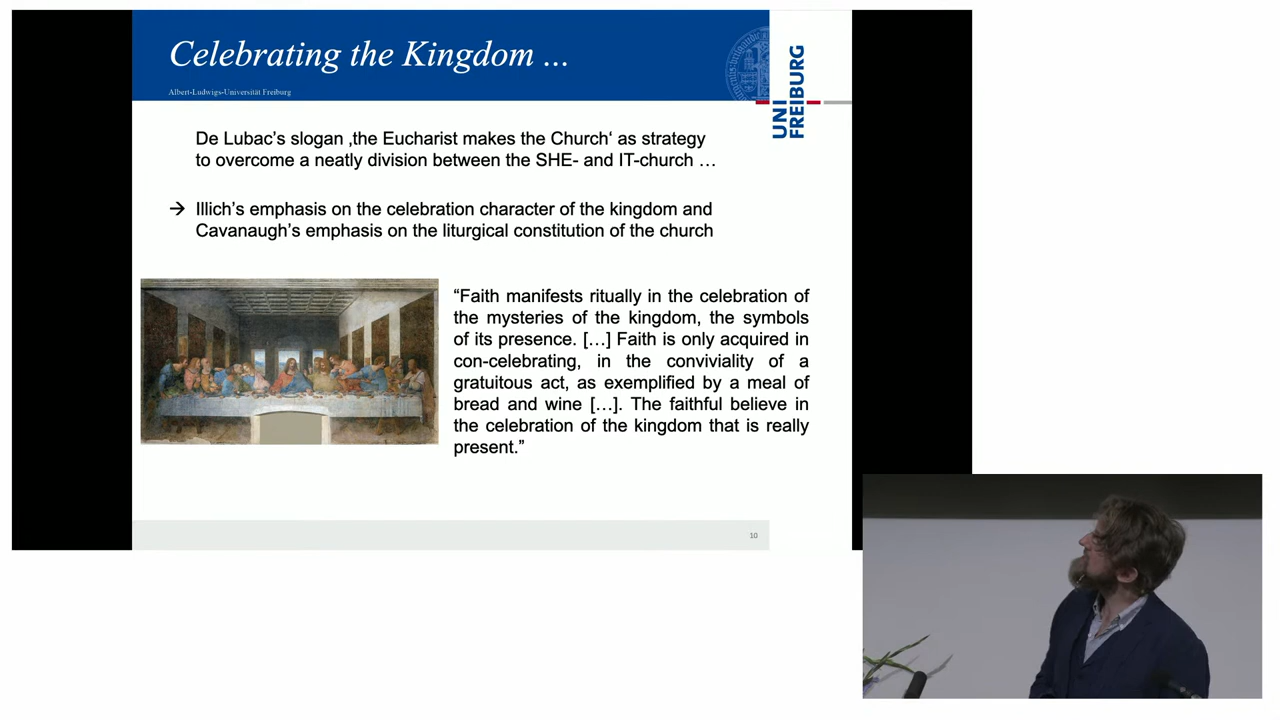 Celebrating the Kingdom ...
Albert-Ludwigs-Universität Freiburg
UNI
FREIBURG
De Lubac's slogan ‚the Eucharist makes the Church‘ as strategy
to overcome a neatly division between the SHE- and IT-church …
→ Illich's emphasis on the celebration character of the kingdom and
Cavanaugh's emphasis on the liturgical constitution of the church
“Faith manifests ritually in the celebration of
the mysteries of the kingdom, the symbols
of its presence. […] Faith is only acquired in
con-celebrating, in the conviviality of a
gratuitous act, as exemplified by a meal of
bread and wine […]. The faithful believe in
the celebration of the kingdom that is really
present.”
10